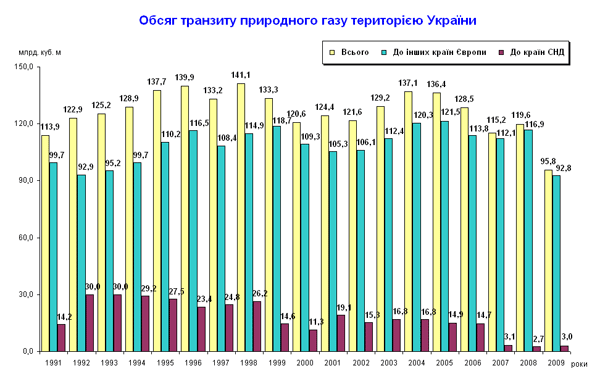 Обсяг транзиту природного газу територією України
млрд. куб. м
Всього До інших країн Європи До країн СНД
150,0
120,0
90,0
60,0
30,0
0,0
113,9 122,9 125,2 128,9 137,7 139,9 133,2 141,1 133,3 120,6 124,4 121,6 129,2 137,1 136,4 128,5 115,2 119,6 95,8
99,7 92,9 95,2 99,7 110,2 116,5 108,4 114,9 118,7 109,3 105,3 106,1 112,4 120,3 121,5 113,8 112,1 116,9 92,8
14,2 30,0 30,0 29,2 27,5 23,4 24,8 26,2 14,6 11,3 19,1 15,3 16,8 16,8 14,9 14,7 3,1 2,7 3,0
1991 1992 1993 1994 1995 1996 1997 1998 1999 2000 2001 2002 2003 2004 2005 2006 2007 2008 2009 роки